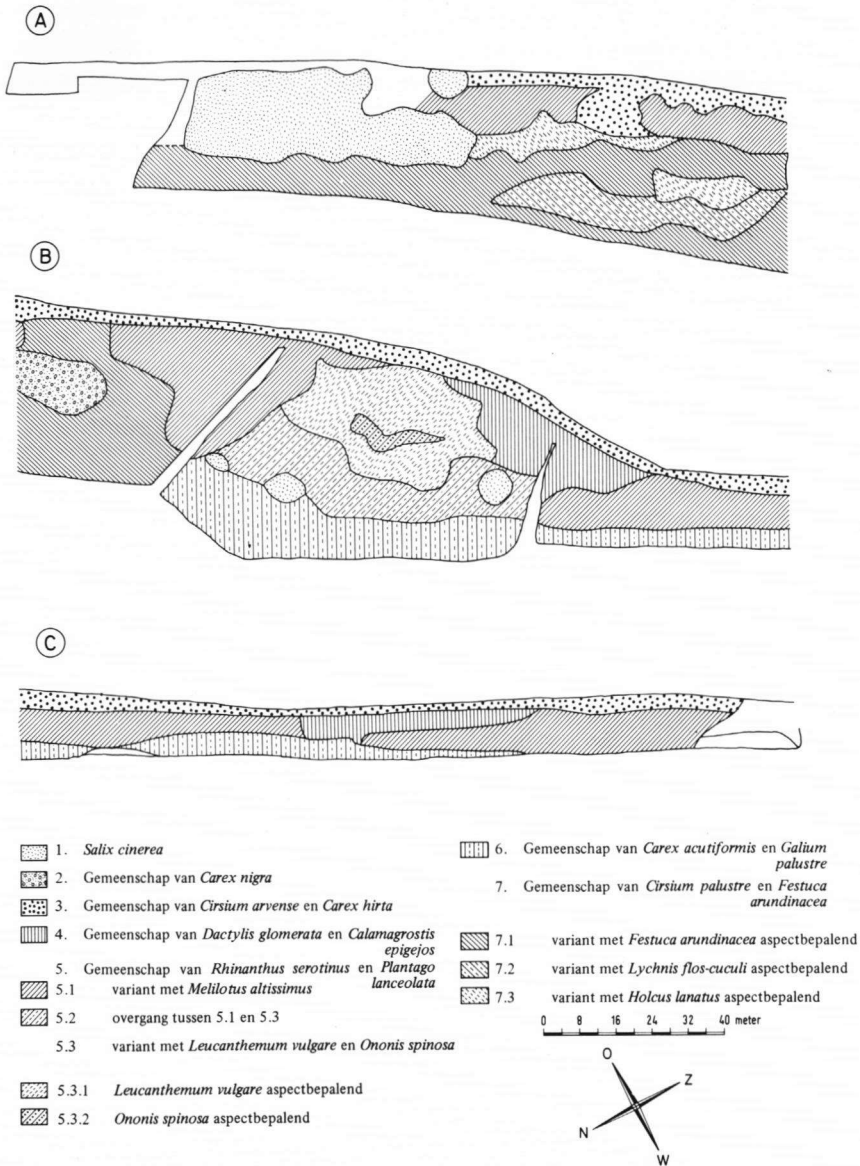 A
B
C
1. Salix cinerea
2. Gemeenschap van Carex nigra
3. Gemeenschap van Cirsium arvense en Carex hirta
4. Gemeenschap van Dactylis glomerata en Calamagrostis
epigejos
5. Gemeenschap van Rhinanthus serotinus en Plantago
lanceolata
5.1 variant met Melilotus altissimus
5.2 overgang tussen 5.1 en 5.3
5.3 variant met Leucanthemum vulgare en Ononis spinosa
5.3.1 Leucanthemum vulgare aspectbepalend
5.3.2 Ononis spinosa aspectbepalend
6. Gemeenschap van Carex acutiformis en Galium
palustre
7. Gemeenschap van Cirsium palustre en Festuca
arundinacea
7.1 variant met Festuca arundinacea aspectbepalend
7.2 variant met Lychnis flos-cuculi aspectbepalend
7.3 variant met Holcus lanatus aspectbepalend
0 8 16 24 32 40 meter
O
Z
N
W